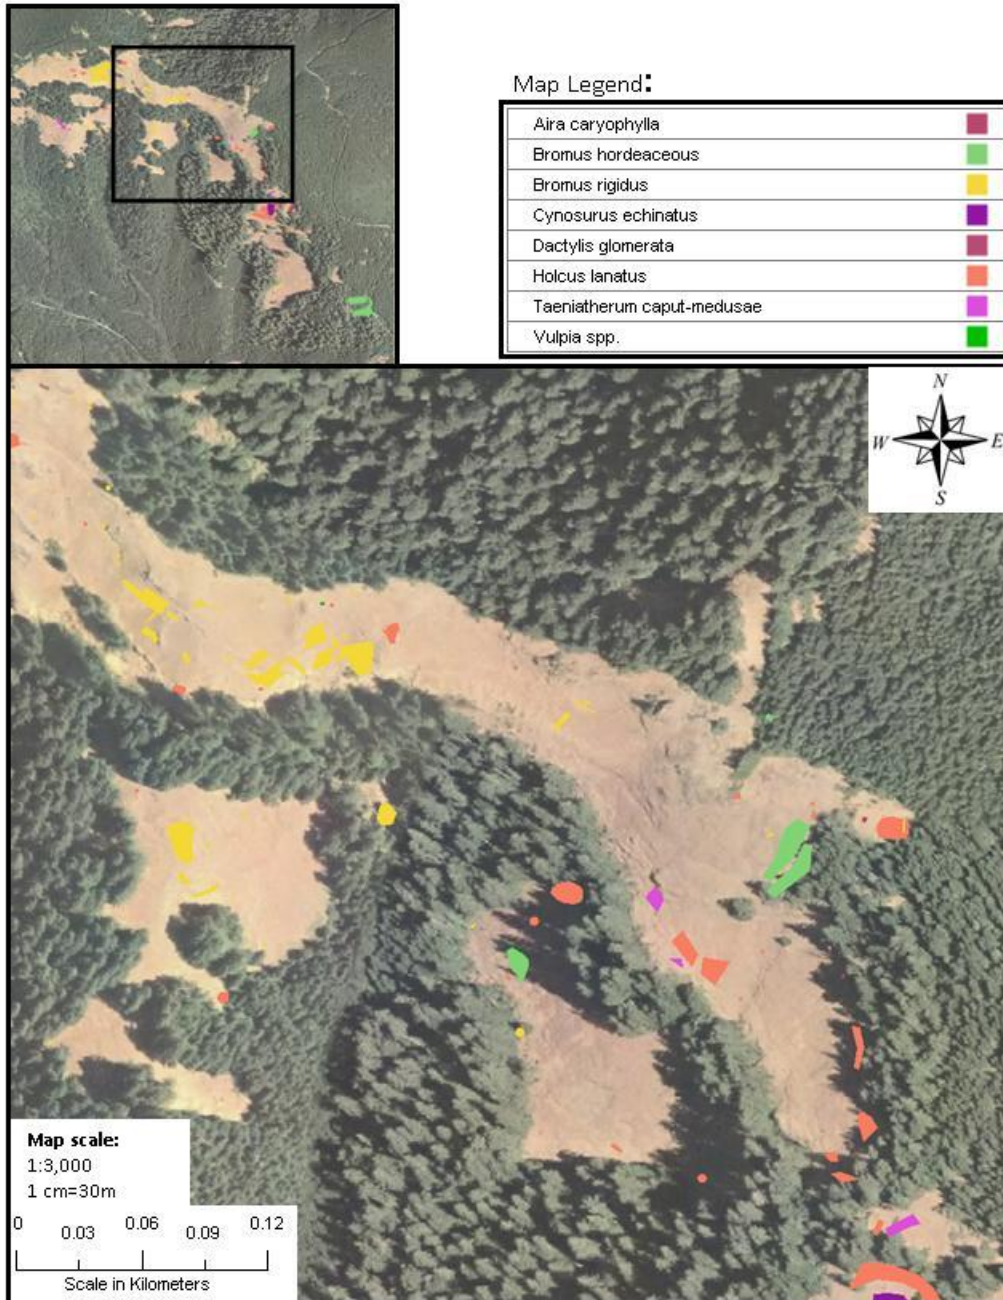 Map Legend:
Aira caryophylla
Bromus hordeaceous
Bromus rigidus
Cynosurus echinatus
Dactylis glomerata
Holcus lanatus
Taeniatherum caput-medusae
Vulpia spp.
N
W E
S
Map scale:
1:3,000
1 cm=30m
0 0.03 0.06 0.09 0.12
Scale in Kilometers